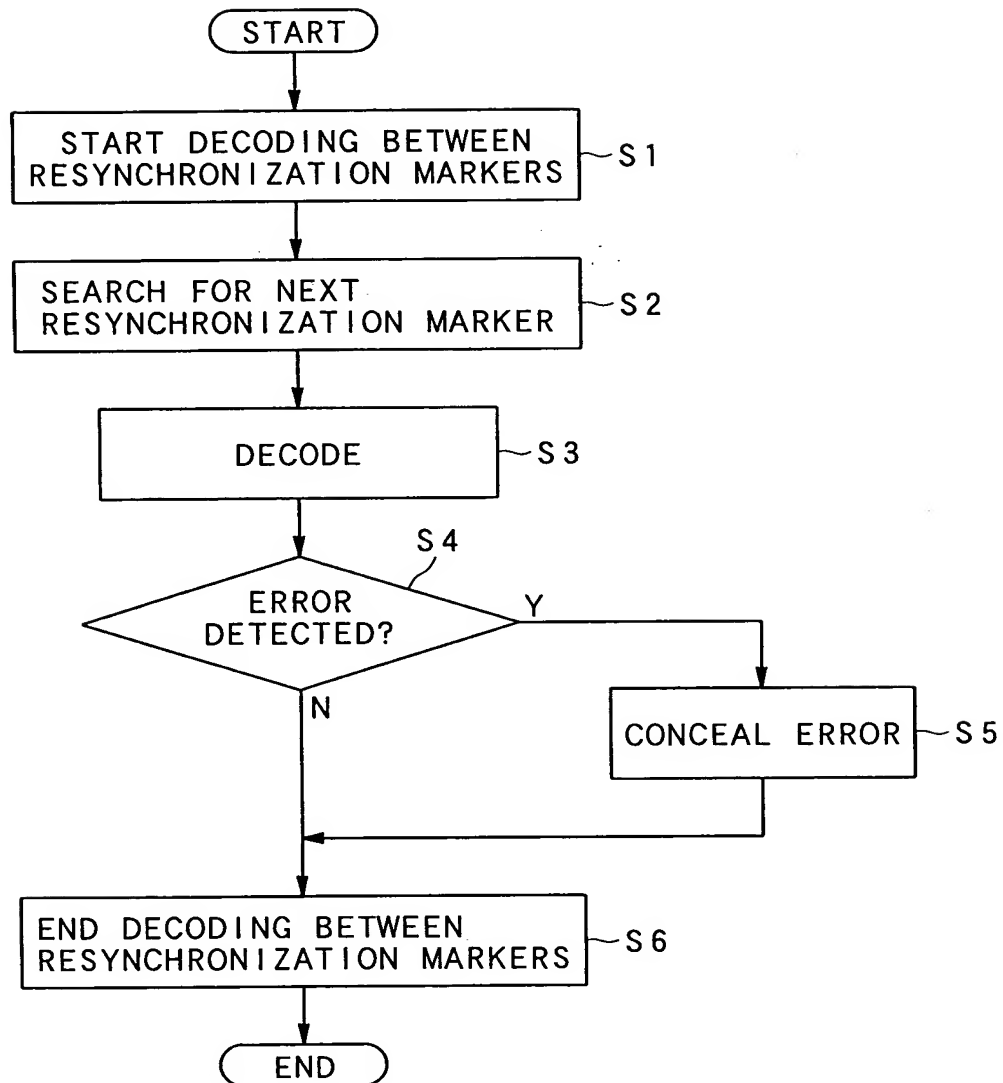 START
START DECODING BETWEEN
RESYNCHRONIZATION MARKERS
S1
SEARCH FOR NEXT
RESYNCHRONIZATION MARKER
S2
DECODE
S3
S4
ERROR
DETECTED?
Y
N
CONCEAL ERROR
S5
END DECODING BETWEEN
RESYNCHRONIZATION MARKERS
S6
END